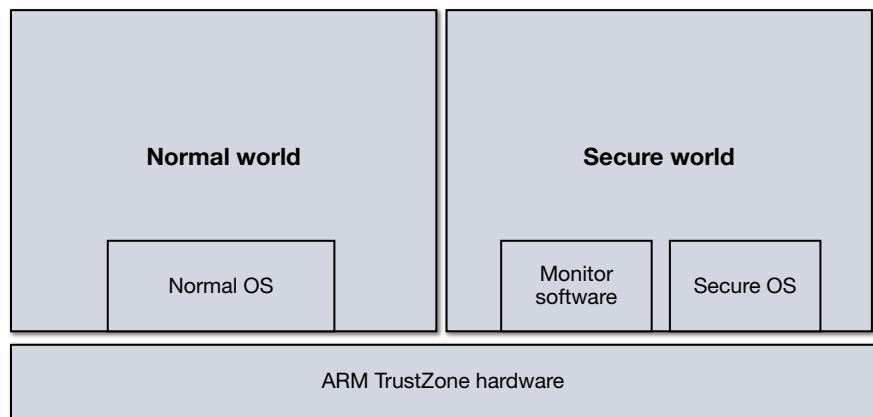 Normal world
Secure world
Normal OS
Monitor
software
Secure OS
ARM TrustZone hardware